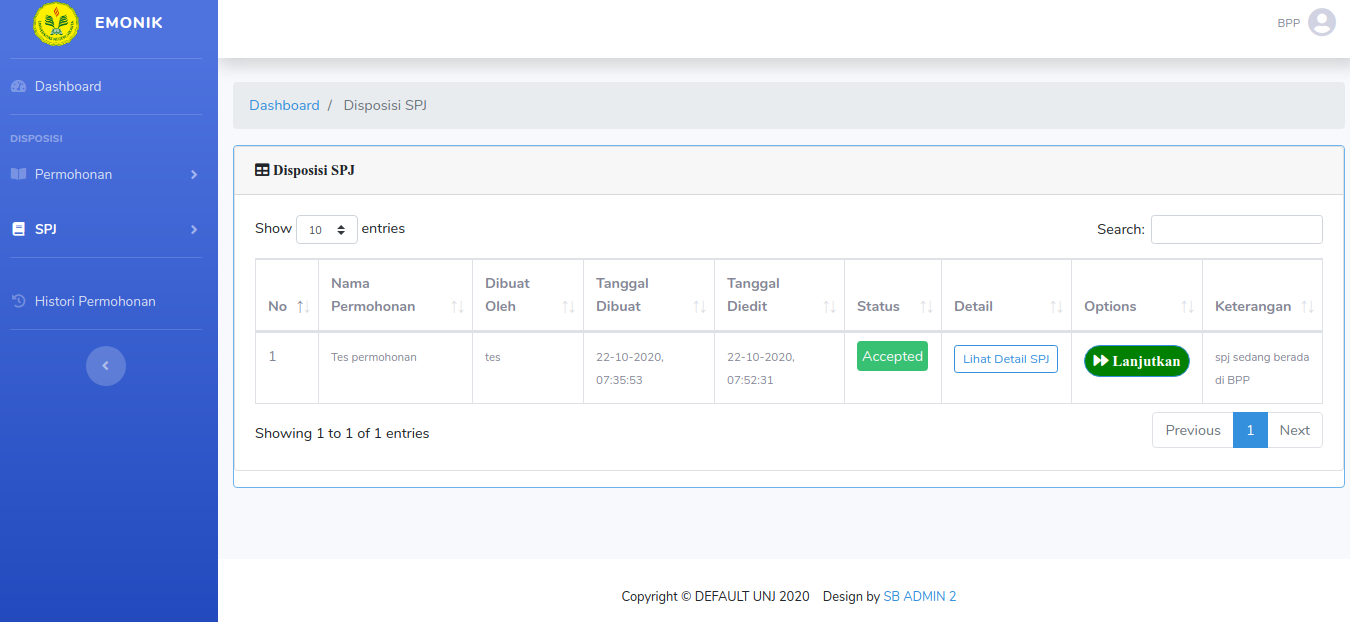 EMONIK
BPP
Dashboard
DISPOSISI
Permohonan
SPJ
Histori Permohonan
Dashboard / Disposisi SPJ
Disposisi SPJ
Show 10 entries
Search:
No
Nama
Permohonan
Dibuat
Oleh
Tanggal
Dibuat
Tanggal
Diedit
Status
Detail
Options
Keterangan
1
Tes permohonan
tes
22-10-2020,
07:35:53
22-10-2020,
07:52:31
Accepted
Lihat Detail SPJ
Lanjutkan
spj sedang berada
di BPP
Showing 1 to 1 of 1 entries
Previous 1 Next
Copyright © DEFAULT UNJ 2020 Design by SB ADMIN 2